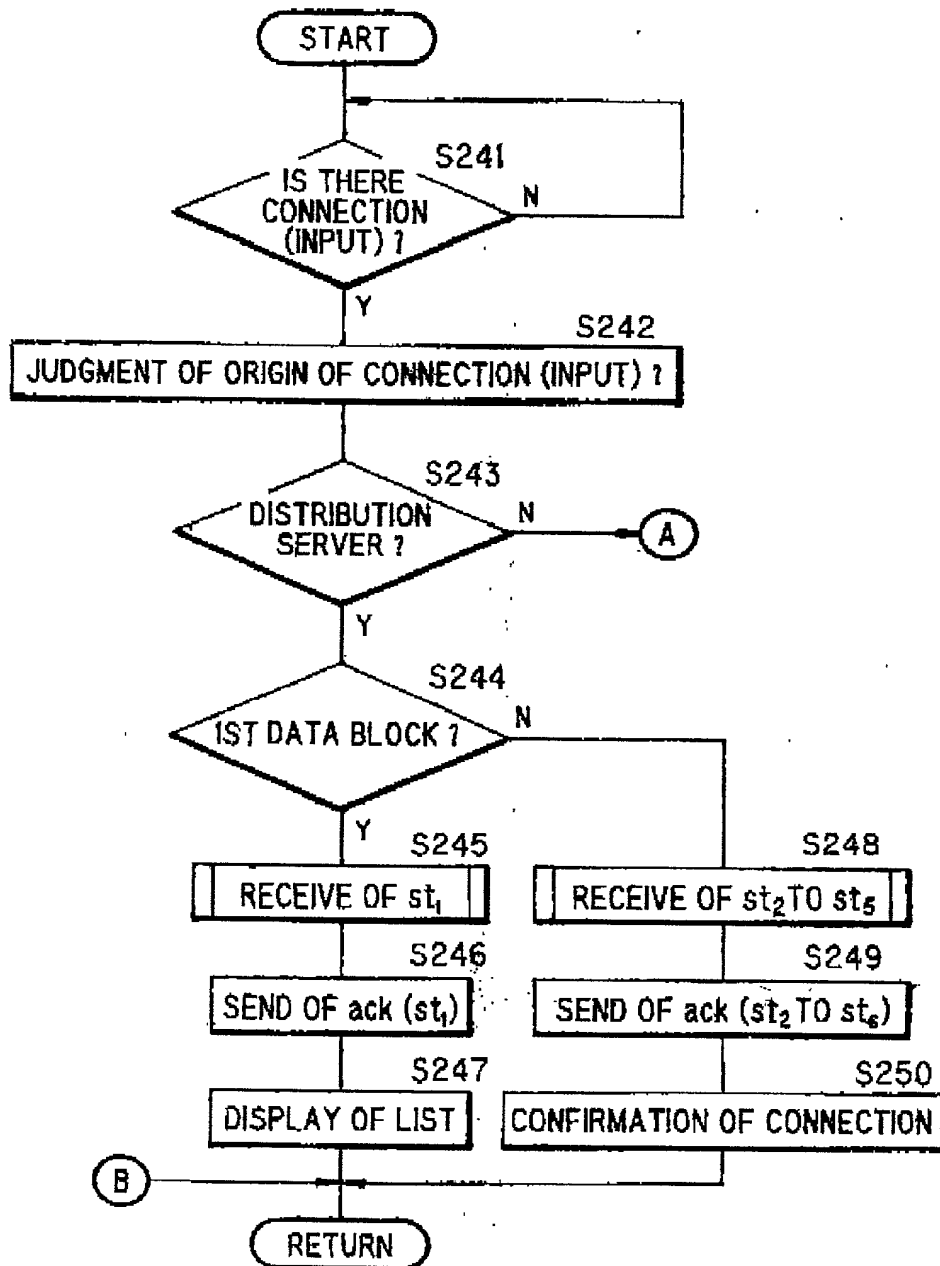 START
S241
IS THERE
CONNECTION
(INPUT) ?
N
Y
S242
JUDGMENT OF ORIGIN OF CONNECTION (INPUT) ?
S243
DISTRIBUTION
SERVER ?
N
A
Y
S244
1ST DATA BLOCK ?
N
Y
S245
S248
RECEIVE OF st₁
RECEIVE OF st₂ TO st₅
S246
S249
SEND OF ack (st₁)
SEND OF ack (st₂ TO st₆)
S247
S250
DISPLAY OF LIST
CONFIRMATION OF CONNECTION
B
RETURN